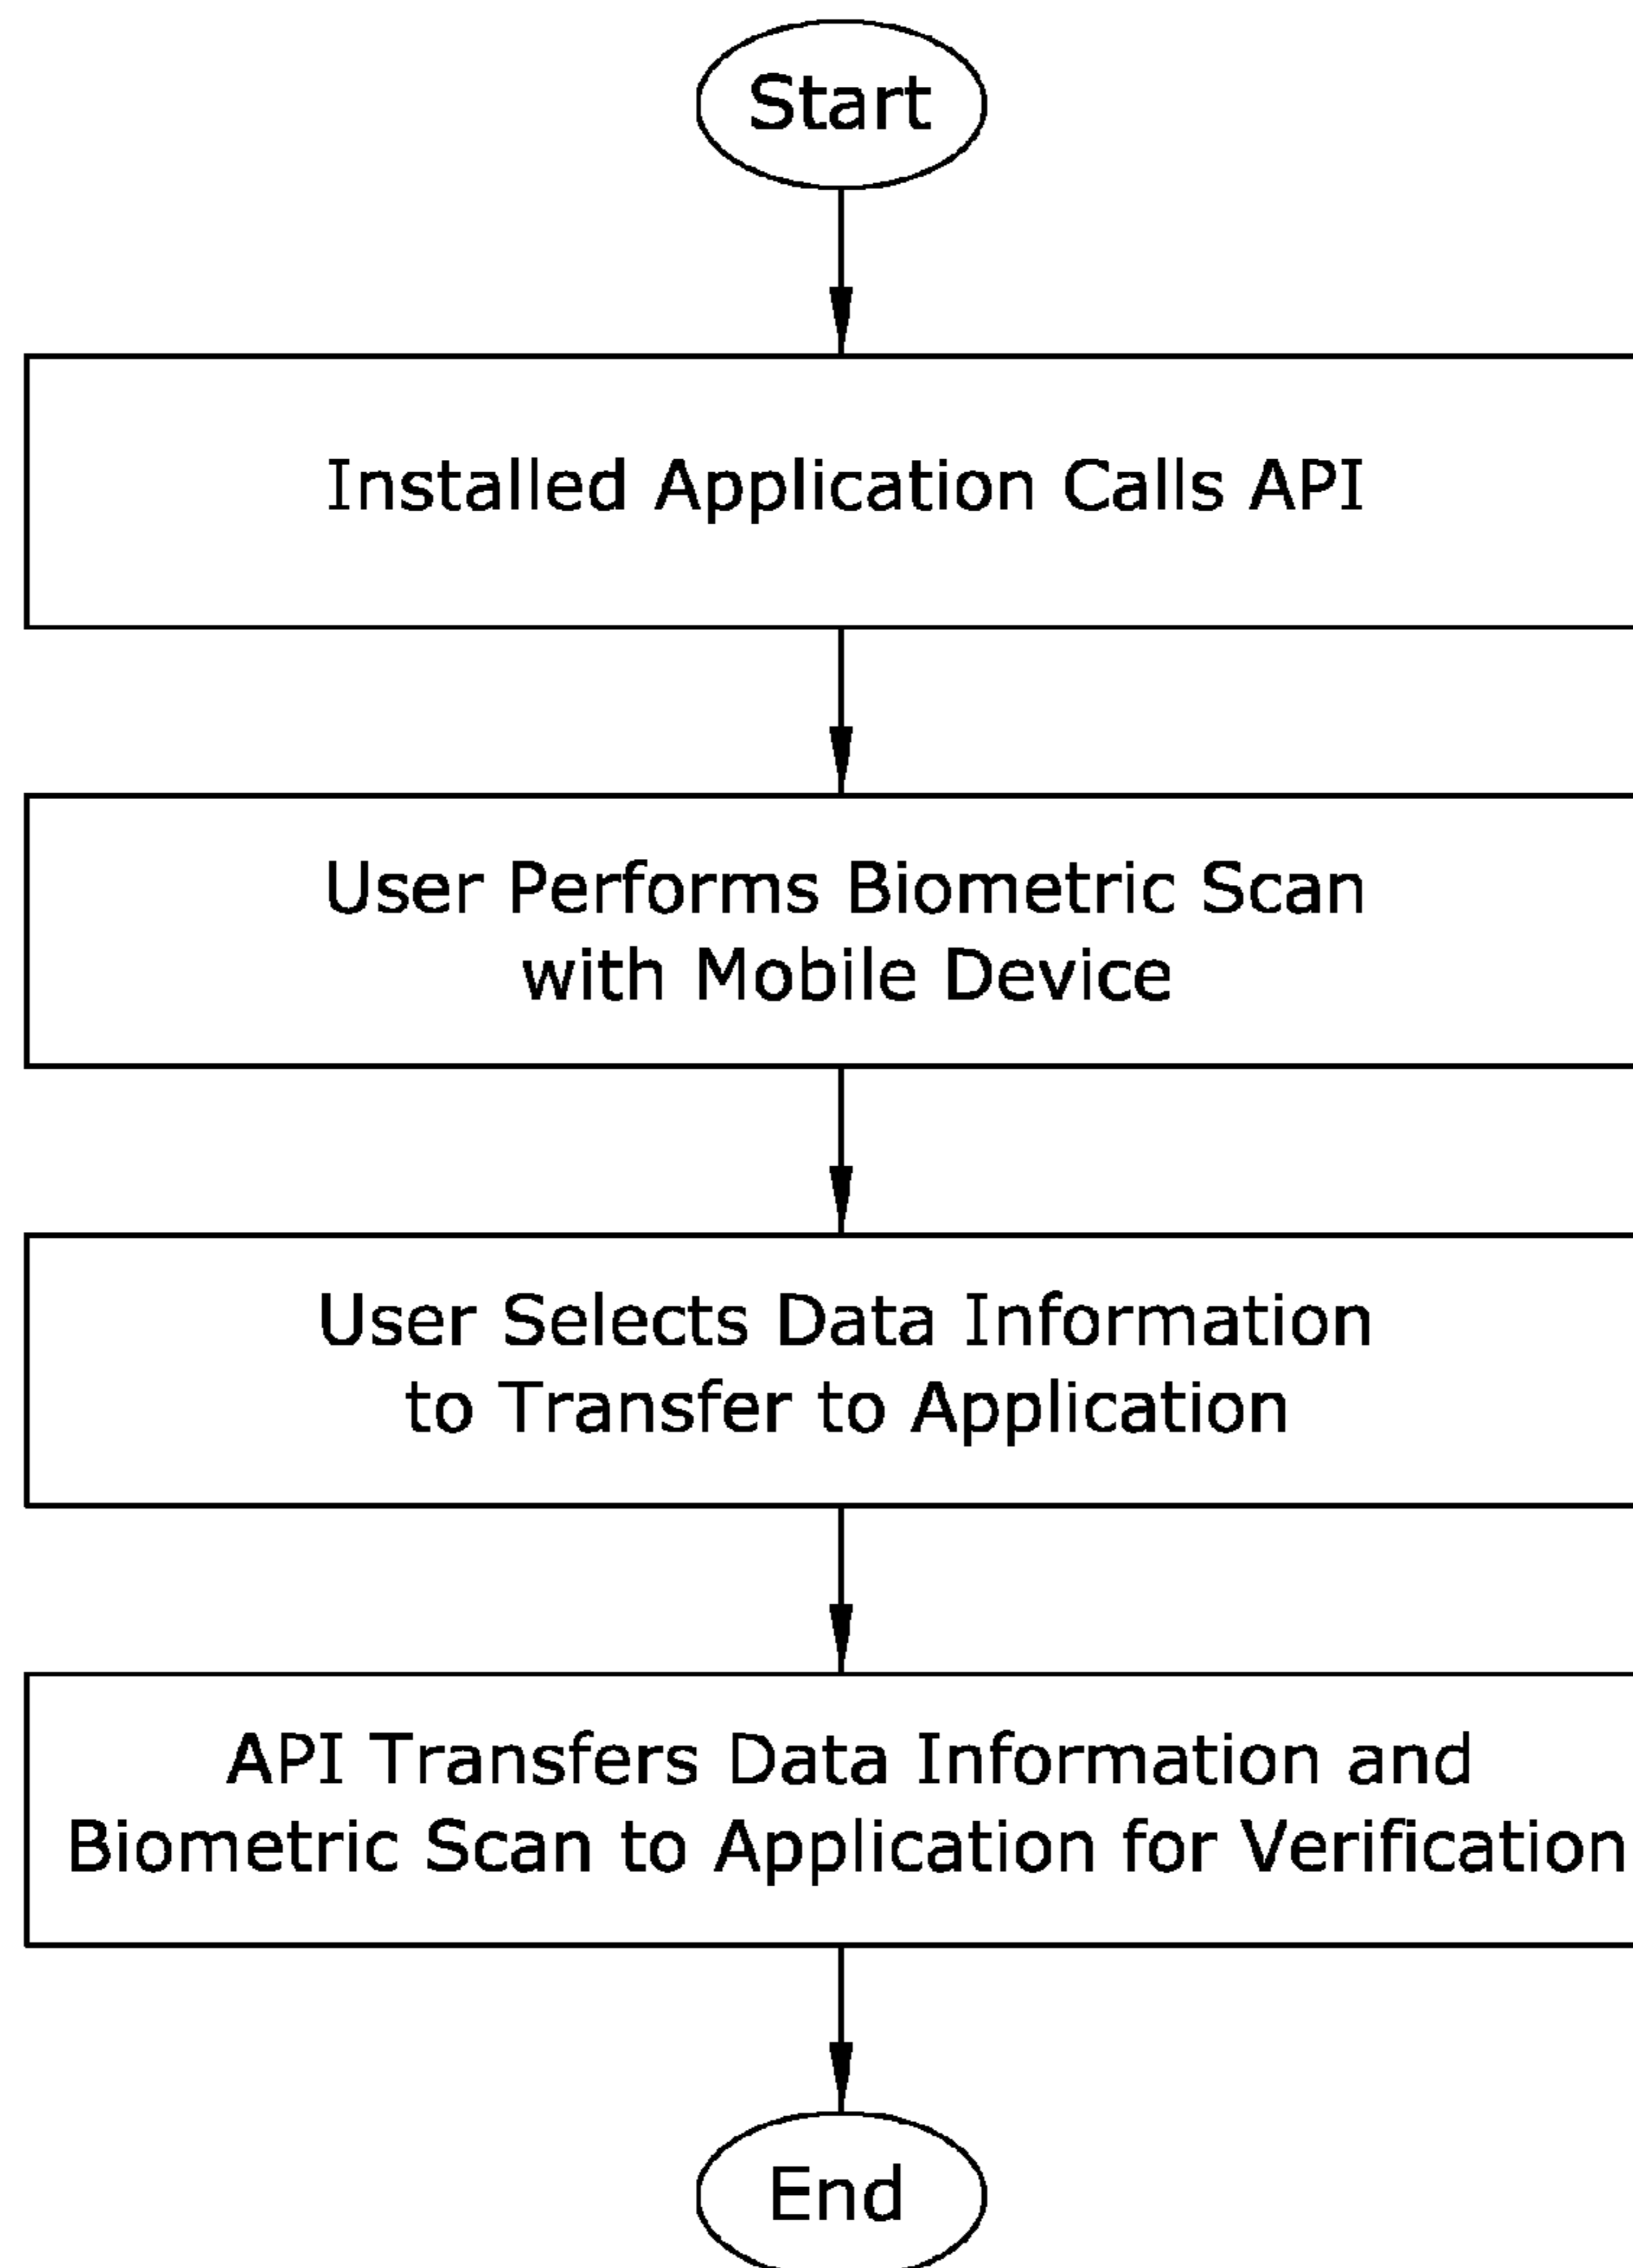 Start
Installed Application Calls API
User Performs Biometric Scan
with Mobile Device
User Selects Data Information
to Transfer to Application
API Transfers Data Information and
Biometric Scan to Application for Verification
End